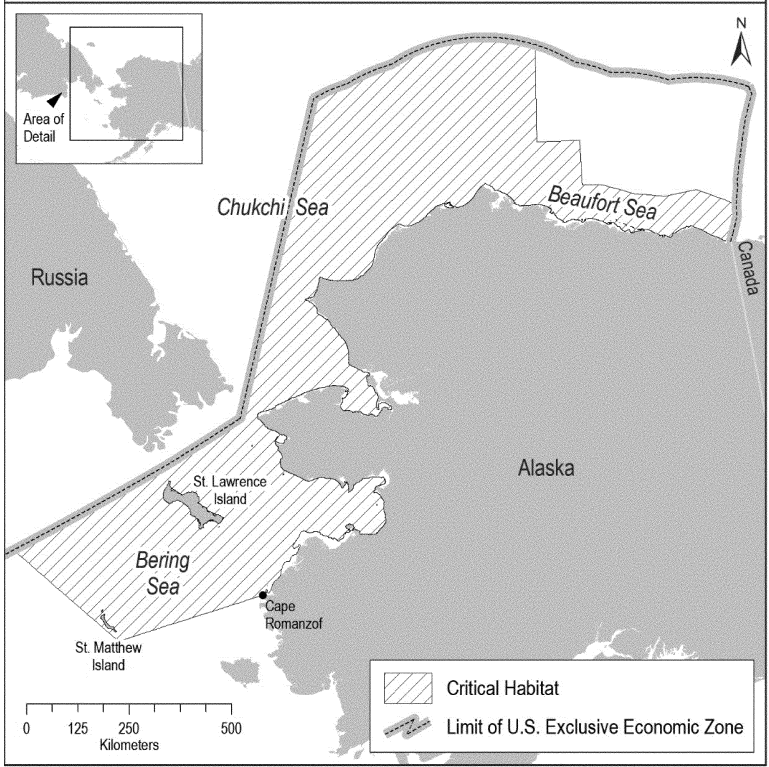 N
Area of
Detail
Chukchi Sea
Beaufort Sea
Russia
Canada
Alaska
St. Lawrence
Island
Bering
Sea
Cape
Romanzof
St. Matthew
Island
Critical Habitat
Limit of U.S. Exclusive Economic Zone
0 125 250 500
Kilometers